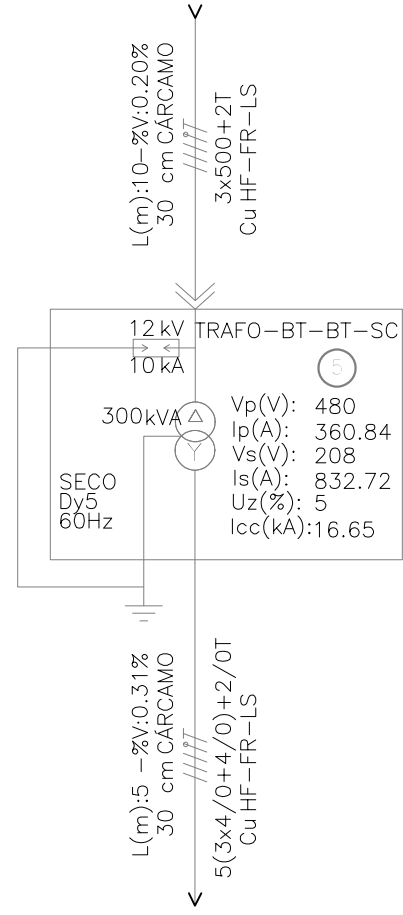 L(m):10-%V:0.20%
30 cm CÁRCAMO
3x500+2T
Cu HF-FR-LS
12 kV
10 kA
TRAFO-BT-BT-SC
5
300kVA
Δ
Y
Vp(V): 480
Ip(A): 360.84
Vs(V): 208
Is(A): 832.72
Uz(%): 5
Icc(kA):16.65
SECO
Dy5
60Hz
L(m):5 -%V:0.31%
30 cm CÁRCAMO
5(3x4/0+4/0)+2/0T
Cu HF-FR-LS